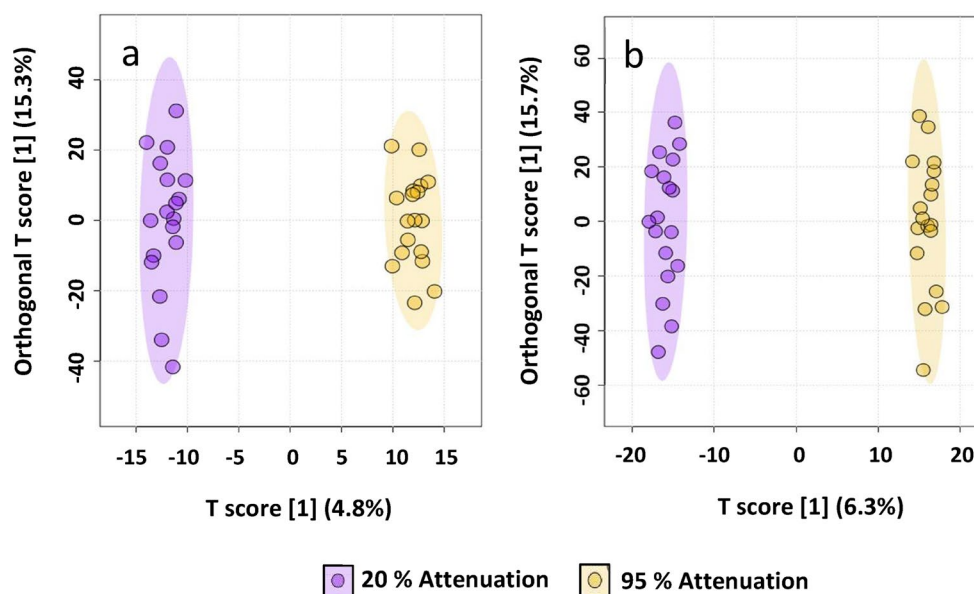 a
Orthogonal T score [1] (15.3%)
40
20
0
-20
-40
-15 -10 -5 0 5 10 15
T score [1] (4.8%)
b
Orthogonal T score [1] (15.7%)
60
40
20
0
-20
-40
-60
-20 -10 0 10 20
T score [1] (6.3%)
20 % Attenuation 95 % Attenuation